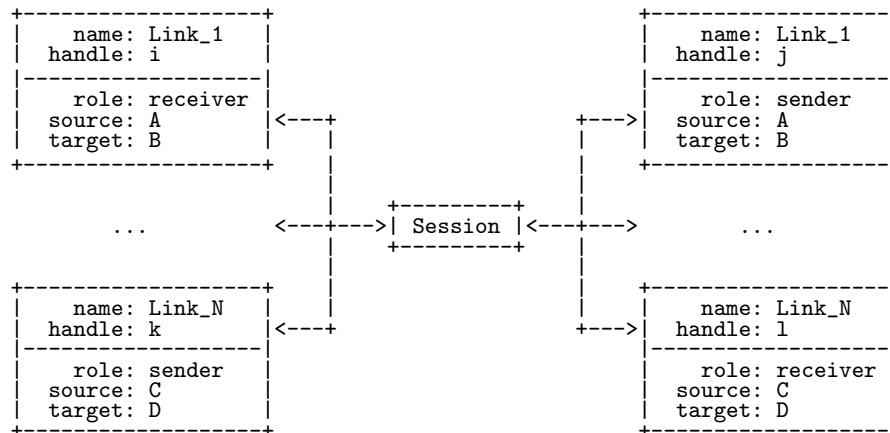 name: Link_1
handle: i
role: receiver
source: A
target: B
name: Link_1
handle: j
role: sender
source: A
target: B
...
Session
...
name: Link_N
handle: k
role: sender
source: C
target: D
name: Link_N
handle: l
role: receiver
source: C
target: D